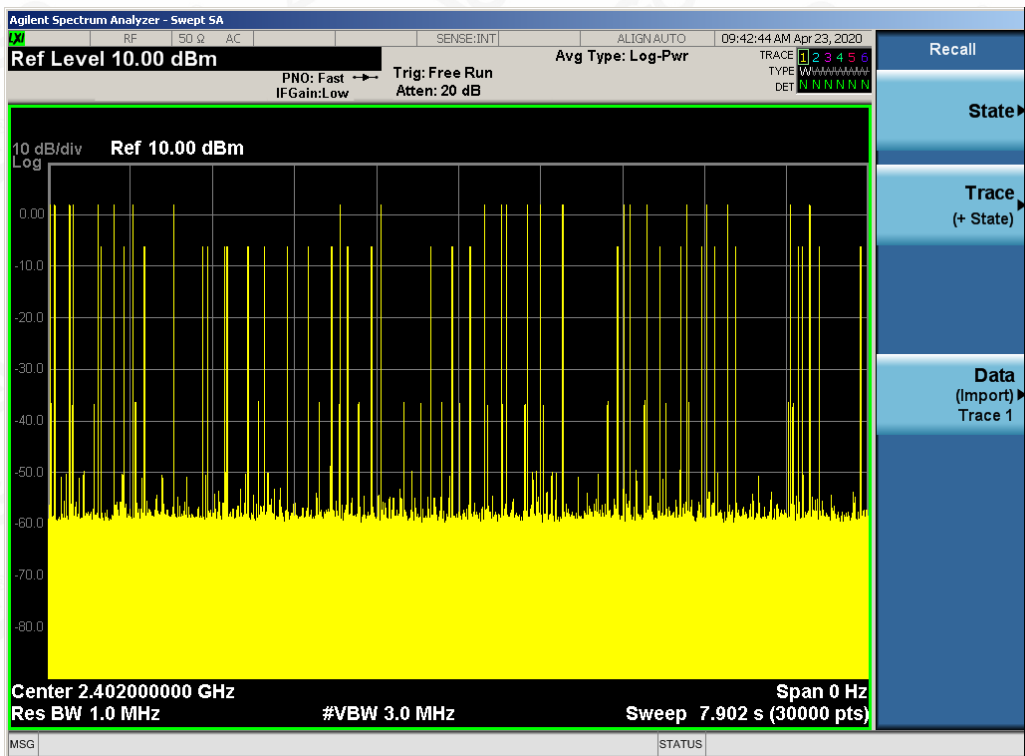 Agilent Spectrum Analyzer - Swept SA
LXI RF 50 Ω AC SENSE:INT ALIGNAUTO 09:42:44 AM Apr 23, 2020
Ref Level 10.00 dBm
PNO: Fast
IFGain:Low
Trig: Free Run
Atten: 20 dB
Avg Type: Log-Pwr
TRACE 1 2 3 4 5 6
TYPE WWWWWW
DET N N N N N N
10 dB/div
Log
Ref 10.00 dBm
0.00
-10.0
-20.0
-30.0
-40.0
-50.0
-60.0
-70.0
-80.0
Center 2.402000000 GHz
Span 0 Hz
Res BW 1.0 MHz
#VBW 3.0 MHz
Sweep 7.902 s (30000 pts)
MSG
STATUS
Recall
State
Trace
(+ State)
Data
(Import)
Trace 1